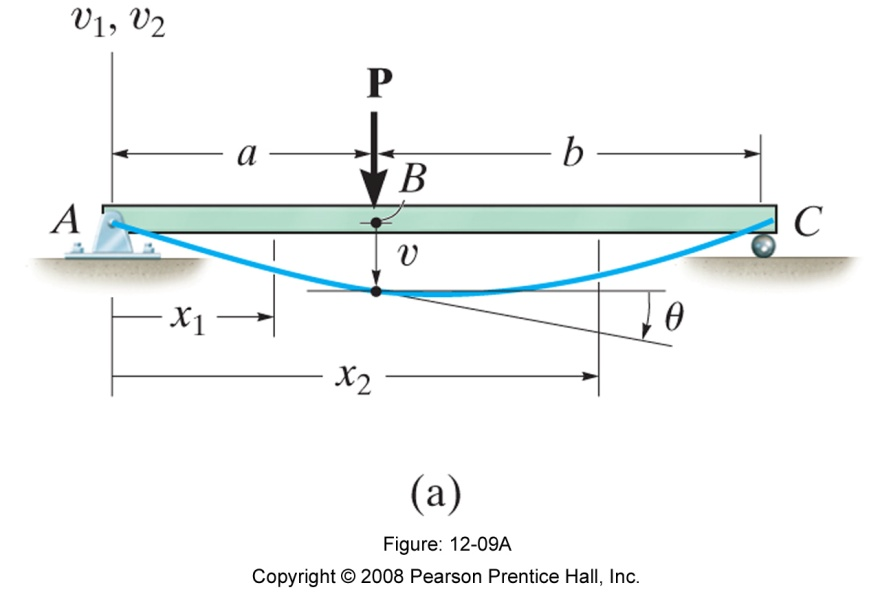 v1, v2
P
a
b
B
A
C
v
x1
θ
x2
(a)
Figure: 12-09A
Copyright © 2008 Pearson Prentice Hall, Inc.